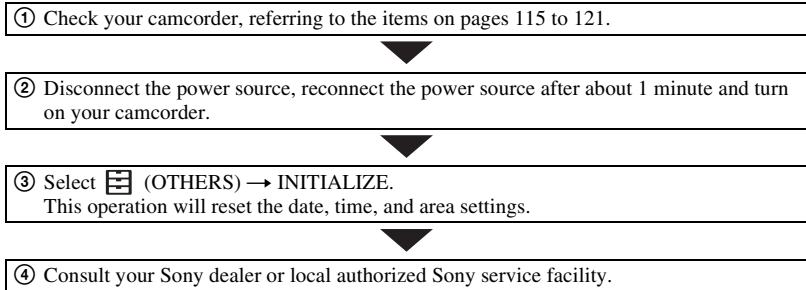 ① Check your camcorder, referring to the items on pages 115 to 121.
② Disconnect the power source, reconnect the power source after about 1 minute and turn
on your camcorder.
③ Select (OTHERS) → INITIALIZE.
This operation will reset the date, time, and area settings.
④ Consult your Sony dealer or local authorized Sony service facility.